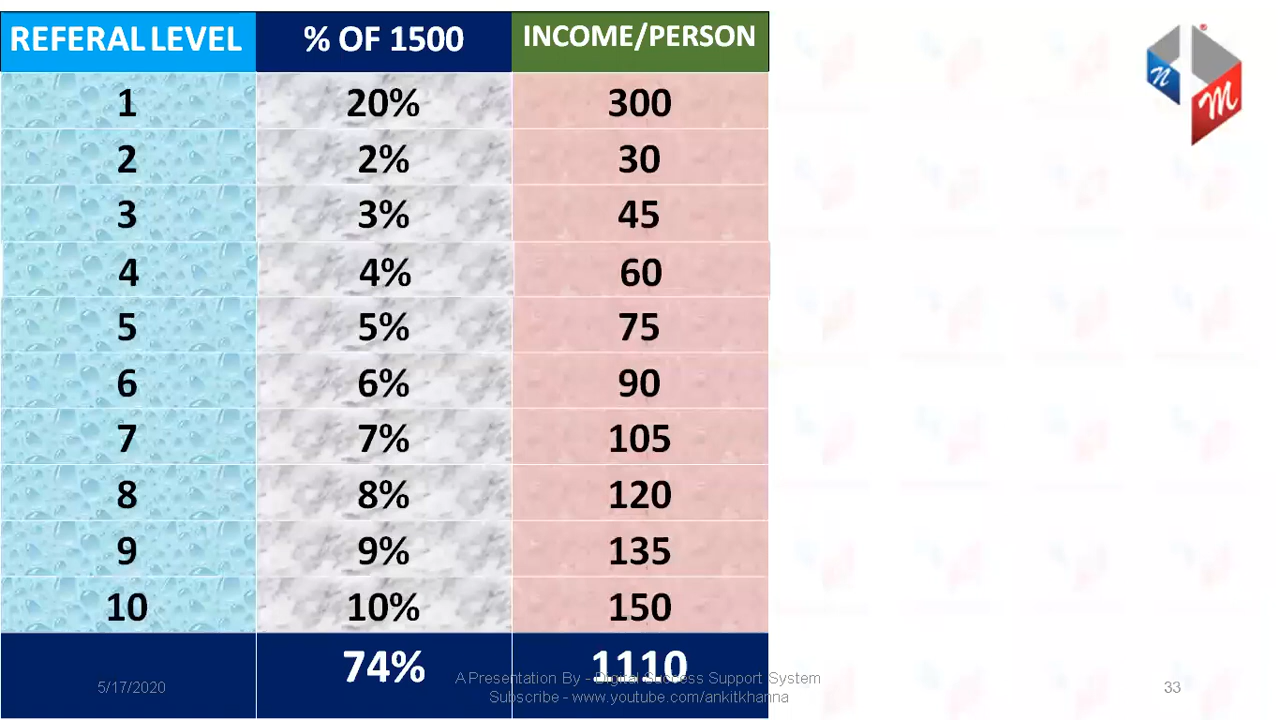 REFERAL LEVEL % OF 1500 INCOME/PERSON
1 20% 300
2 2% 30
3 3% 45
4 4% 60
5 5% 75
6 6% 90
7 7% 105
8 8% 120
9 9% 135
10 10% 150
74% 1110
5/17/2020
A Presentation By - Digital Success Support System
Subscribe - www.youtube.com/ankitkhanna
33
n M